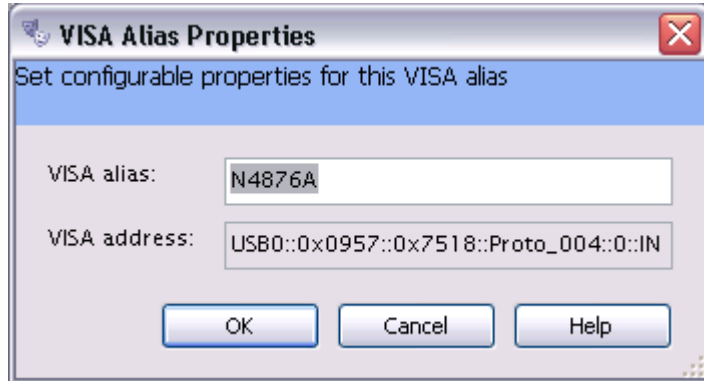 VISA Alias Properties
Set configurable properties for this VISA alias
VISA alias: N4876A
VISA address: USB0::0x0957::0x7518::Proto_004::0::IN
OK Cancel Help